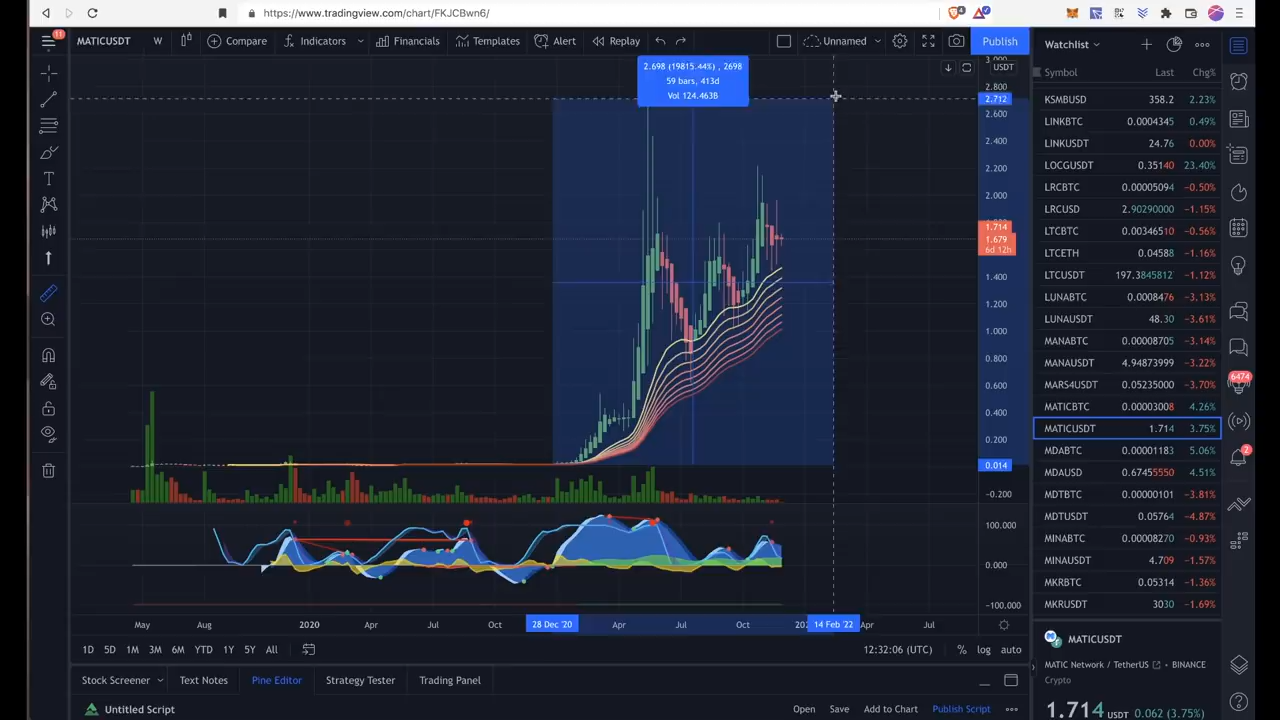 https://www.tradingview.com/chart/FKJCBwn6/
11
MATICUSDT W Compare Indicators Financials Templates Alert Replay Unnamed Publish
Watchlist
2.698 (19815.44%) , 2698
59 bars, 413d
Vol 124.463B
3.000
USDT
2.800
2.712
2.600
2.400
2.200
2.000
1.714
1.679
6d 12h
1.400
1.200
1.000
0.800
0.600
0.400
0.200
0.014
-0.200
100.000
0.000
-100.000
May Aug 2020 Apr Jul Oct 28 Dec '20 Apr Jul Oct 14 Feb '22 Apr Jul
1D 5D 1M 3M 6M YTD 1Y 5Y All 12:32:06 (UTC) % log auto
Stock Screener Text Notes Pine Editor Strategy Tester Trading Panel
Untitled Script Open Save Add to Chart Publish Script
Symbol Last Chg%
KSMBUSD 358.2 2.23%
LINKBTC 0.0004345 0.49%
LINKUSDT 24.76 0.00%
LOCGUSDT 0.35140 23.40%
LRCBTC 0.00005094 −0.50%
LRCUSD 2.90290000 −1.15%
LTCBTC 0.0034651 −0.56%
LTCETH 0.04588 −1.16%
LTCUSDT 197.3845812 −1.12%
LUNABTC 0.0008476 −3.13%
LUNAUSDT 48.30 −3.61%
MANABTC 0.00008705 −3.14%
MANAUSDT 4.94873999 −3.22%
MARS4USDT 0.05235000 −3.70%
MATICBTC 0.00003008 4.26%
MATICUSDT 1.714 3.75%
MDABTC 0.00001183 5.06%
MDAUSD 0.67455550 4.51%
MDTBTC 0.00000101 −3.81%
MDTUSDT 0.05764 −4.87%
MINABTC 0.00008270 −0.93%
MINAUSDT 4.709 −1.57%
MKRBTC 0.05314 −1.36%
MKRUSDT 3030 −1.69%
MATICUSDT
MATIC Network / TetherUS BINANCE
Crypto
1.714 USDT 0.062 (3.75%)
6474
2